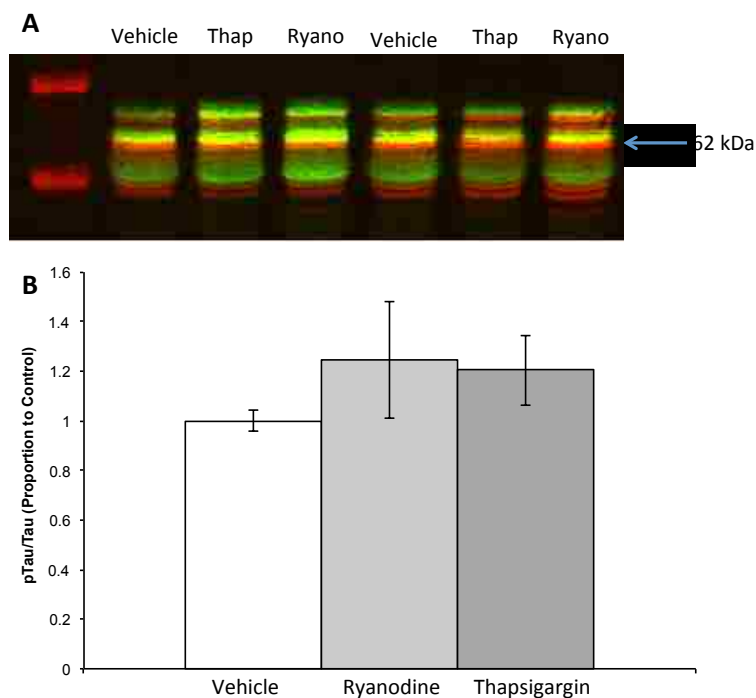 A
Vehicle Thap Ryano Vehicle Thap Ryano
62 kDa
B
1.6
1.4
1.2
1
0.8
0.6
0.4
0.2
0
pTau/Tau (Proportion to Control)
Vehicle Ryanodine Thapsigargin